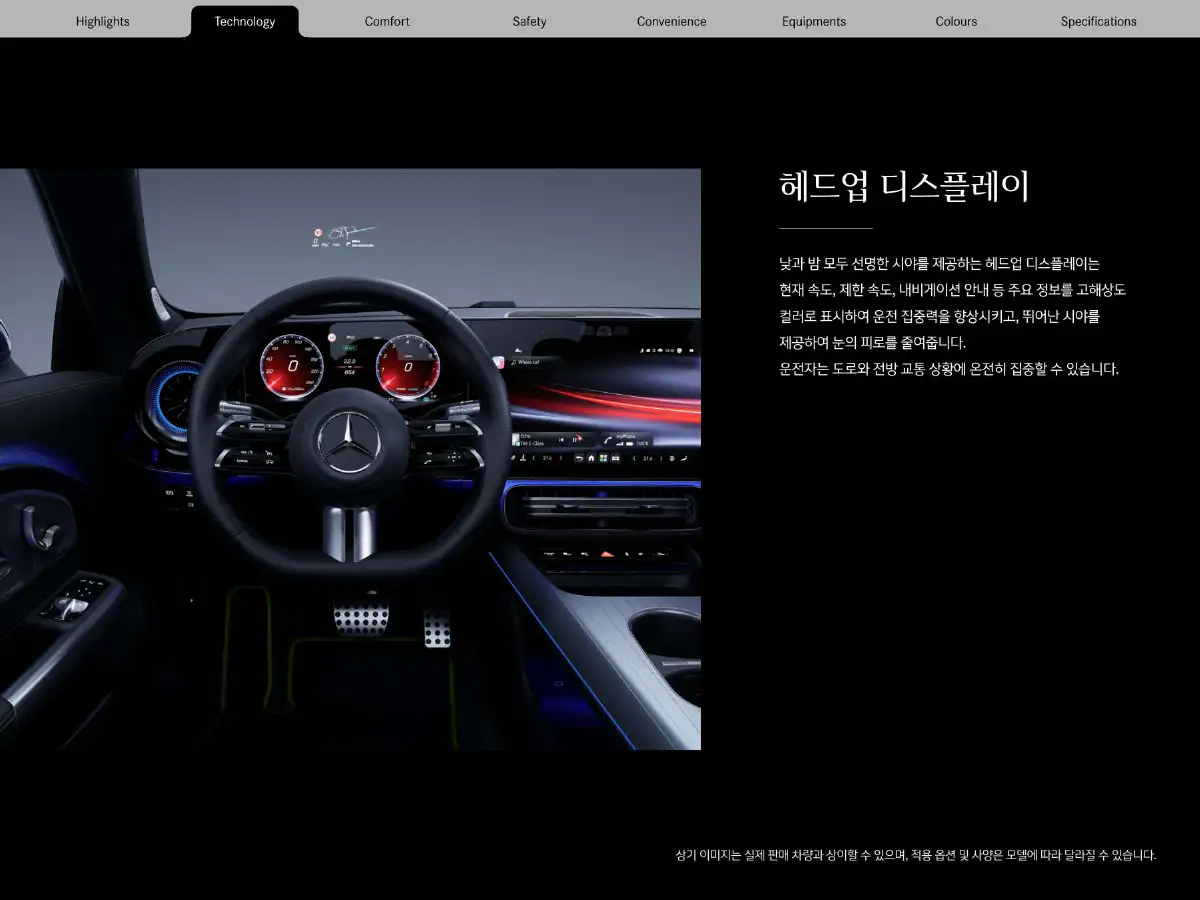 Highlights
Technology
Comfort
Safety
Convenience
Equipments
Colours
Specifications
헤드업 디스플레이
낮과 밤 모두 선명한 시야를 제공하는 헤드업 디스플레이는
현재 속도, 제한 속도, 내비게이션 안내 등 주요 정보를 고해상도
컬러로 표시하여 운전 집중력을 향상시키고, 뛰어난 시야를
제공하여 눈의 피로를 줄여줍니다.
운전자는 도로와 전방 교통 상황에 온전히 집중할 수 있습니다.
Where to?
Echo
The E-Class
myPhone
상기 이미지는 실제 판매 차량과 상이할 수 있으며, 적용 옵션 및 사양은 모델에 따라 달라질 수 있습니다.